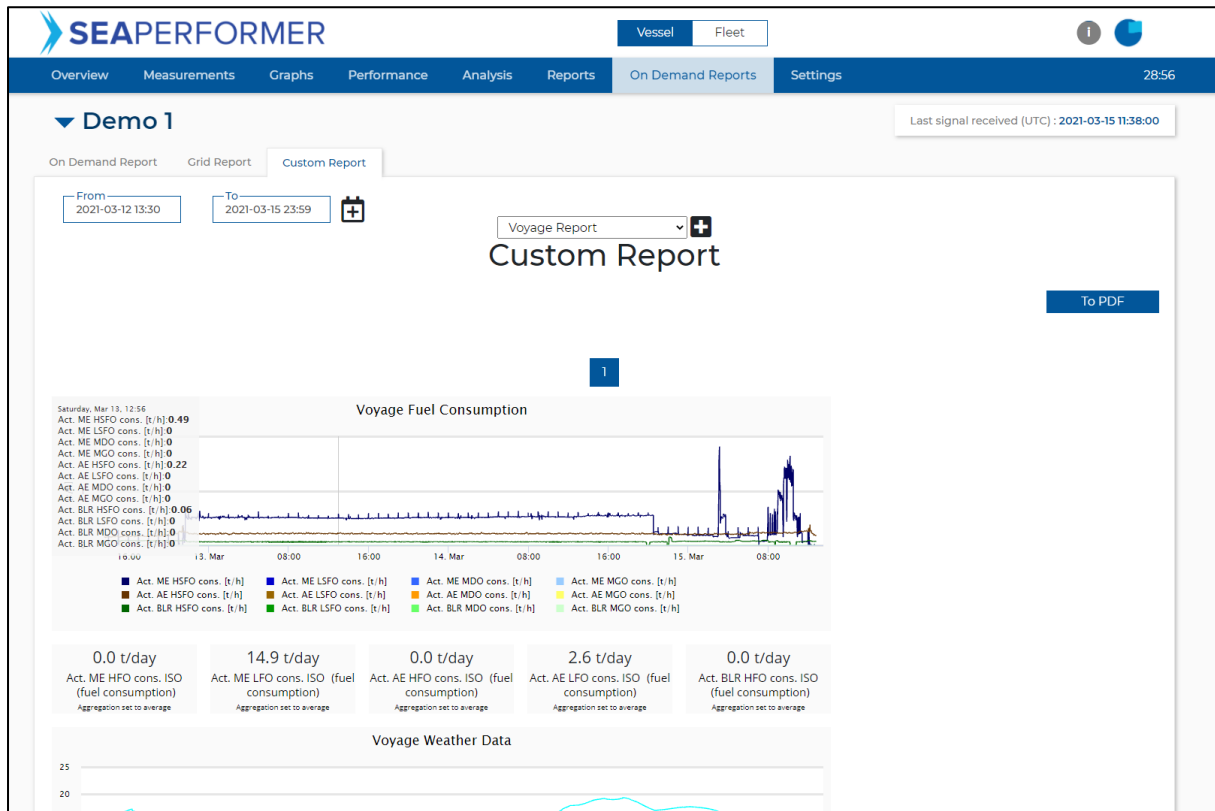 SEAPERFORMER
Vessel Fleet
i
Overview Measurements Graphs Performance Analysis Reports On Demand Reports Settings 28:56
Demo 1
Last signal received (UTC) : 2021-03-15 11:38:00
On Demand Report Grid Report Custom Report
From To
2021-03-12 13:30 2021-03-15 23:59
Voyage Report
Custom Report
To PDF
1
Voyage Fuel Consumption
Saturday, Mar 13, 12:56
Act. ME HSFO cons. [t/h]:0.49
Act. ME LSFO cons. [t/h]:0
Act. ME MDO cons. [t/h]:0
Act. ME MGO cons. [t/h]:0
Act. AE HSFO cons. [t/h]:0.22
Act. AE LSFO cons. [t/h]:0
Act. AE MDO cons. [t/h]:0
Act. AE MGO cons. [t/h]:0
Act. BLR HSFO cons. [t/h]:0.06
Act. BLR LSFO cons. [t/h]:0
Act. BLR MDO cons. [t/h]:0
Act. BLR MGO cons. [t/h]:0
16:00 13. Mar 08:00 16:00 14. Mar 08:00 16:00 15. Mar 08:00
Act. ME HSFO cons. [t/h] Act. ME LSFO cons. [t/h] Act. ME MDO cons. [t/h] Act. ME MGO cons. [t/h]
Act. AE HSFO cons. [t/h] Act. AE LSFO cons. [t/h] Act. AE MDO cons. [t/h] Act. AE MGO cons. [t/h]
Act. BLR HSFO cons. [t/h] Act. BLR LSFO cons. [t/h] Act. BLR MDO cons. [t/h] Act. BLR MGO cons. [t/h]
0.0 t/day
Act. ME HFO cons. ISO
(fuel consumption)
Aggregation set to average
14.9 t/day
Act. ME LFO cons. ISO (fuel
consumption)
Aggregation set to average
0.0 t/day
Act. AE HFO cons. ISO (fuel
consumption)
Aggregation set to average
2.6 t/day
Act. AE LFO cons. ISO (fuel
consumption)
Aggregation set to average
0.0 t/day
Act. BLR HFO cons. ISO
(fuel consumption)
Aggregation set to average
Voyage Weather Data
25
20